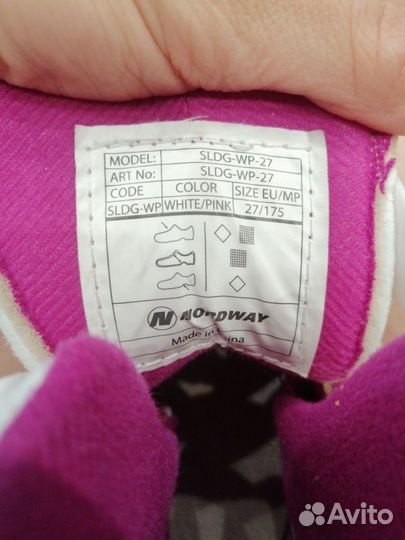 MODEL: SLDG-WP-27
ART No: SLDG-WP-27
CODE COLOR SIZE EU/MP
SLDG-WP WHITE/PINK 27/175
NORDWAY
Made in China
Avito